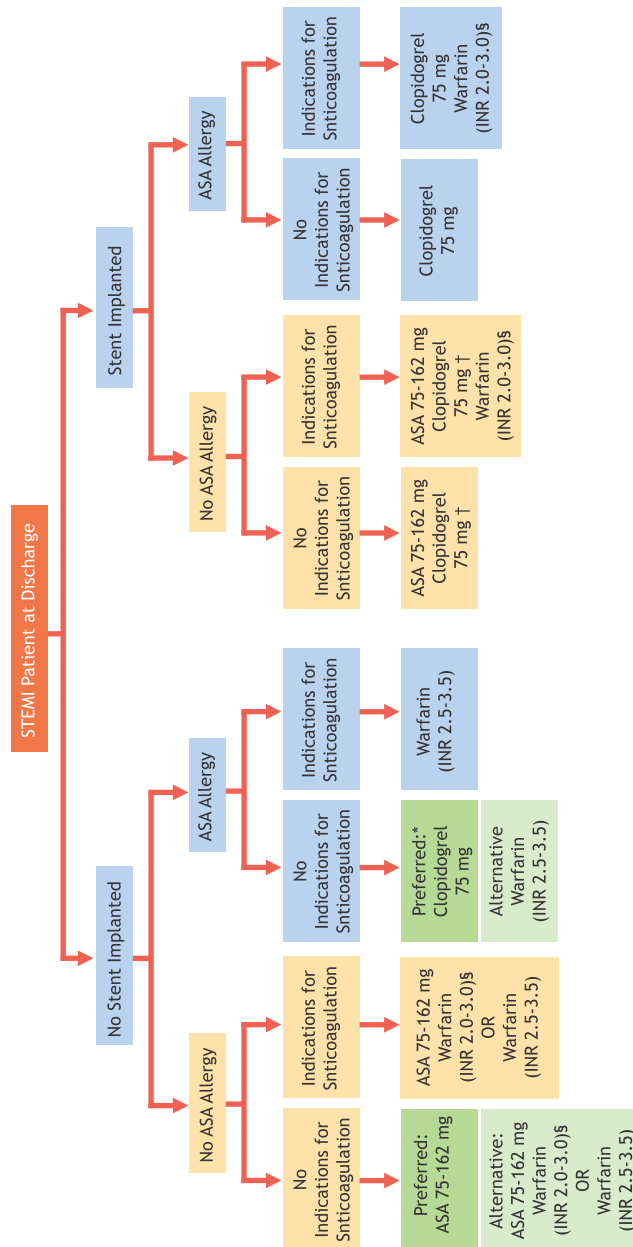 STEMI Patient at Discharge
No Stent Implanted
Stent Implanted
No ASA Allergy
ASA Allergy
No ASA Allergy
ASA Allergy
No
Indications for
Snticoagulation
Indications for
Snticoagulation
No
Indications for
Snticoagulation
Indications for
Snticoagulation
No
Indications for
Snticoagulation
Indications for
Snticoagulation
No
Indications for
Snticoagulation
Indications for
Snticoagulation
Preferred:
ASA 75-162 mg
Alternative:
ASA 75-162 mg
Warfarin
(INR 2.0-3.0)§
OR
Warfarin
(INR 2.5-3.5)
ASA 75-162 mg
Warfarin
(INR 2.0-3.0)§
OR
Warfarin
(INR 2.5-3.5)
Preferred:*
Clopidogrel
75 mg
Alternative
Warfarin
(INR 2.5-3.5)
Warfarin
(INR 2.5-3.5)
ASA 75-162 mg
Clopidogrel
75 mg †
ASA 75-162 mg
Clopidogrel
75 mg †
Warfarin
(INR 2.0-3.0)§
Clopidogrel
75 mg
Clopidogrel
75 mg
Warfarin
(INR 2.0-3.0)§